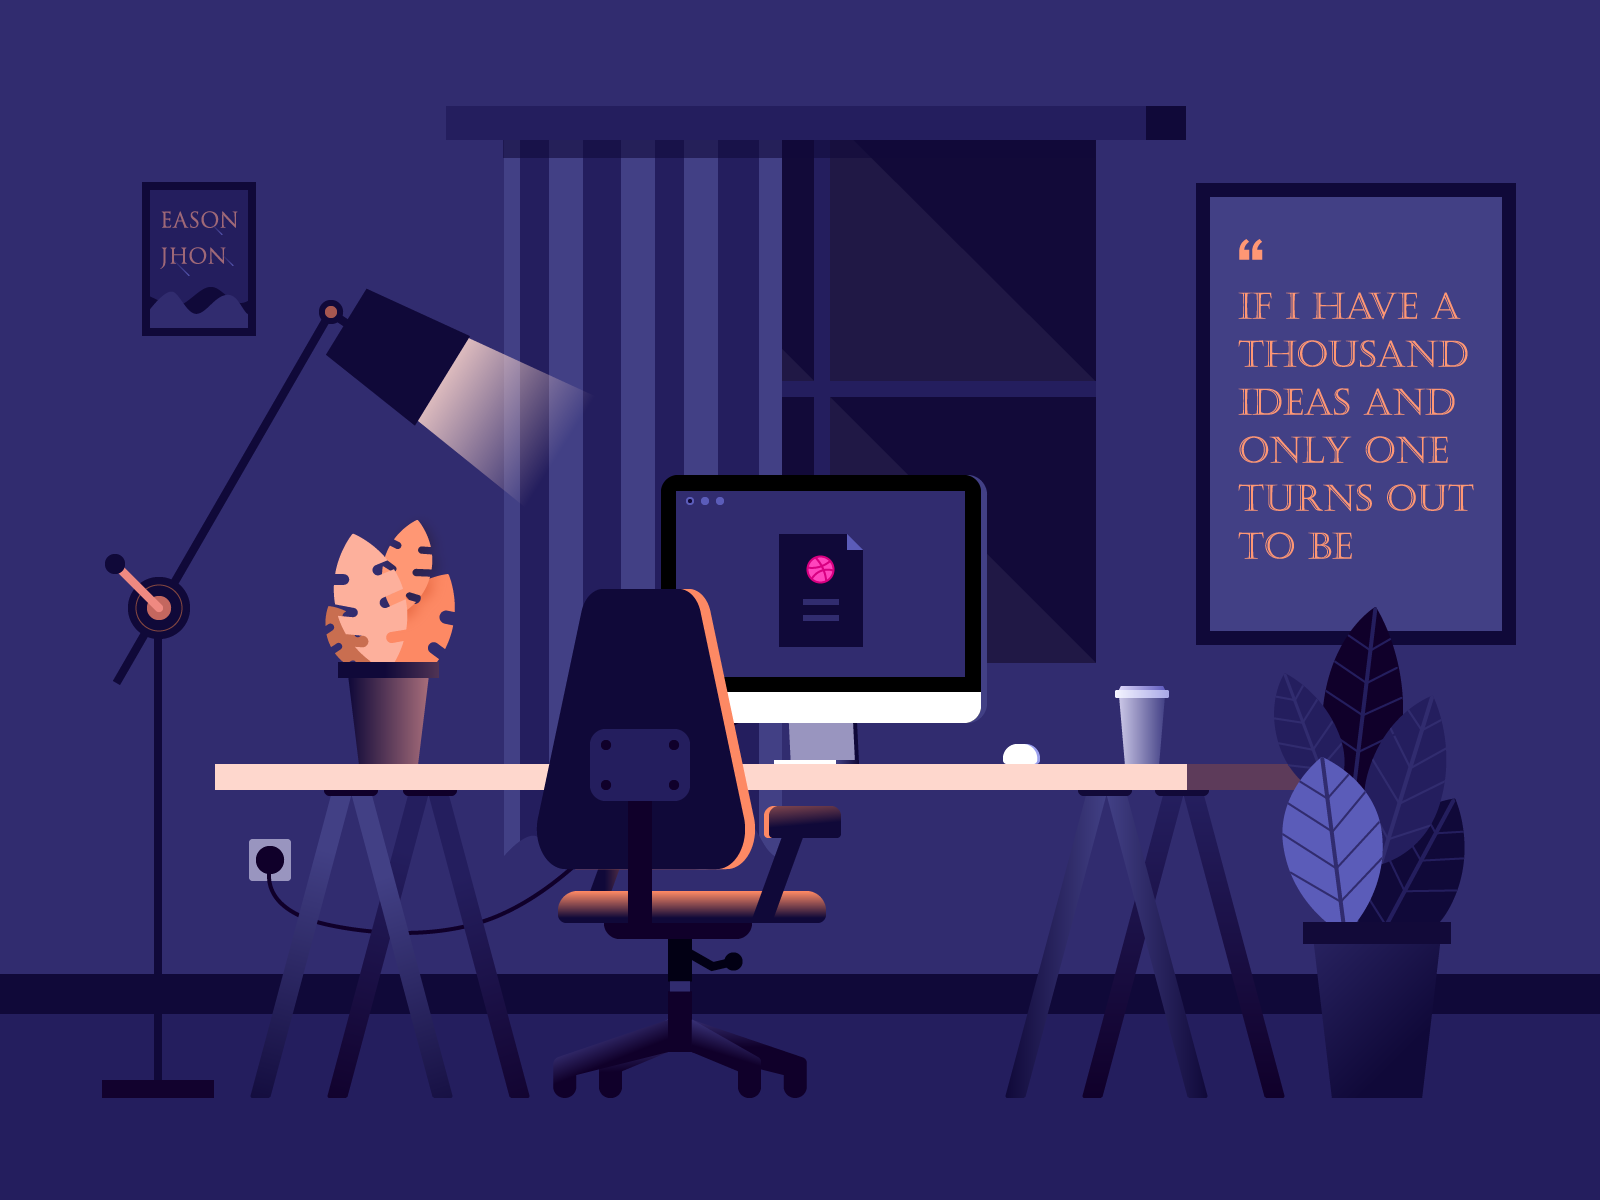 EASON
JHON
“
IF I HAVE A
THOUSAND
IDEAS AND
ONLY ONE
TURNS OUT
TO BE